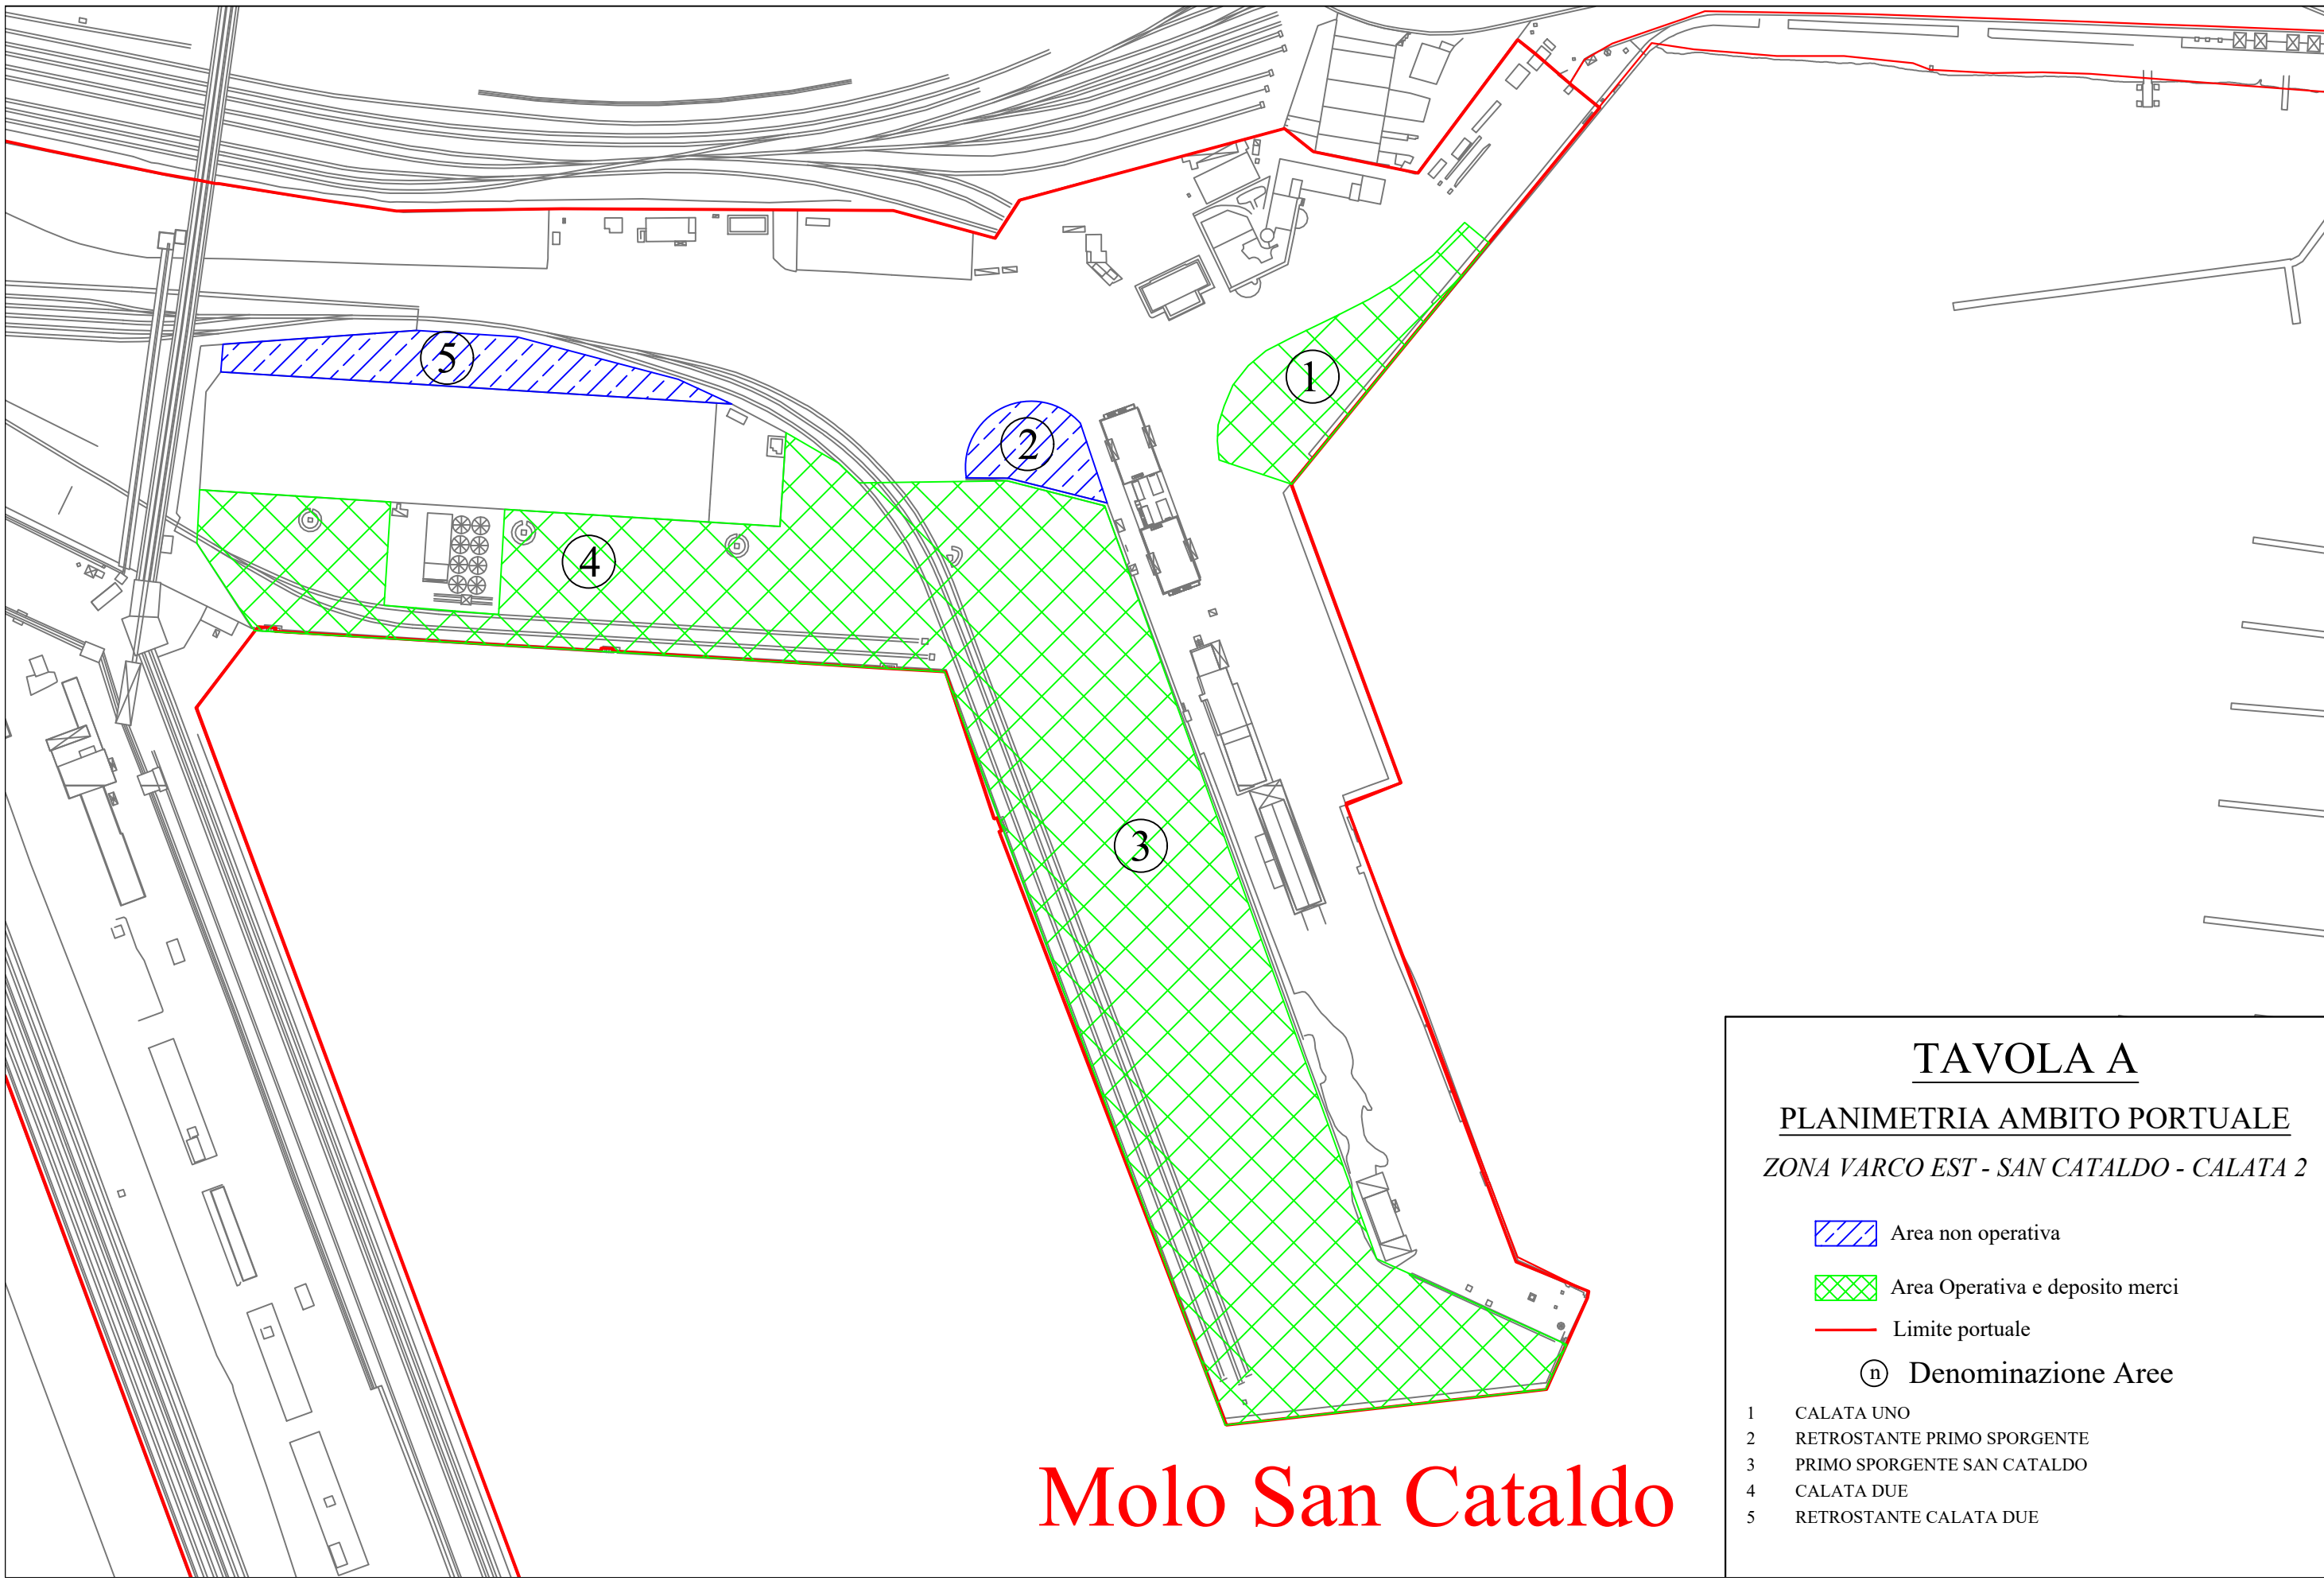 5
1
2
4
3
TAVOLA A
PLANIMETRIA AMBITO PORTUALE
ZONA VARCO EST - SAN CATALDO - CALATA 2
Area non operativa
Area Operativa e deposito merci
Limite portuale
n Denominazione Aree
1 CALATA UNO
2 RETROSTANTE PRIMO SPORGENTE
3 PRIMO SPORGENTE SAN CATALDO
4 CALATA DUE
5 RETROSTANTE CALATA DUE
Molo San Cataldo